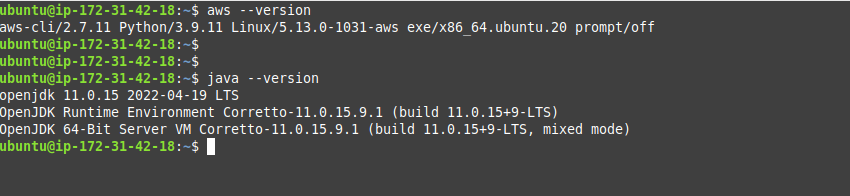 ubuntu@ip-172-31-42-18:~$ aws --version
aws-cli/2.7.11 Python/3.9.11 Linux/5.13.0-1031-aws exe/x86_64.ubuntu.20 prompt/off
ubuntu@ip-172-31-42-18:~$
ubuntu@ip-172-31-42-18:~$
ubuntu@ip-172-31-42-18:~$ java --version
openjdk 11.0.15 2022-04-19 LTS
OpenJDK Runtime Environment Corretto-11.0.15.9.1 (build 11.0.15+9-LTS)
OpenJDK 64-Bit Server VM Corretto-11.0.15.9.1 (build 11.0.15+9-LTS, mixed mode)
ubuntu@ip-172-31-42-18:~$